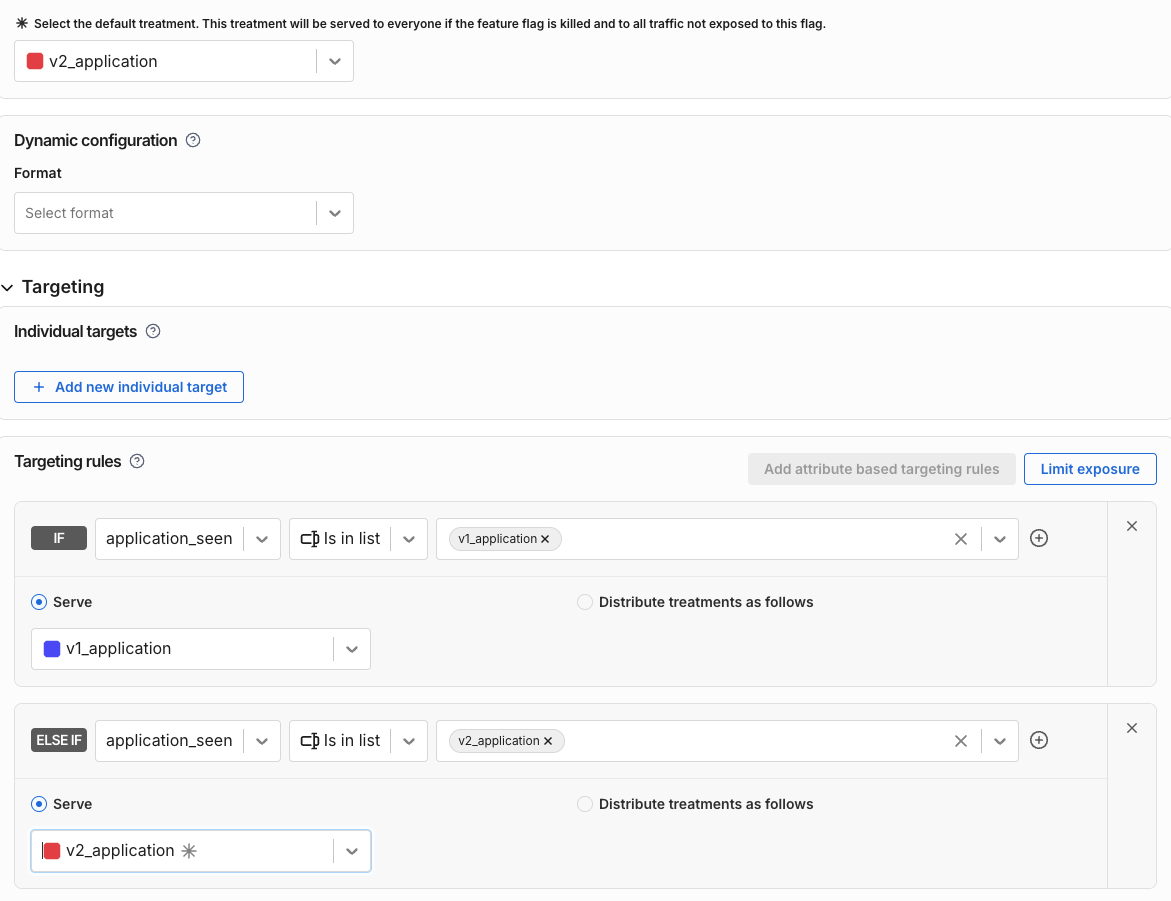 ✳ Select the default treatment. This treatment will be served to everyone if the feature flag is killed and to all traffic not exposed to this flag.
v2_application
Dynamic configuration ?
Format
Select format
Targeting
Individual targets ?
+ Add new individual target
Targeting rules ?
Add attribute based targeting rules
Limit exposure
IF application_seen Is in list v1_application
Serve
Distribute treatments as follows
v1_application
ELSE IF application_seen Is in list v2_application
Serve
Distribute treatments as follows
v2_application ✳